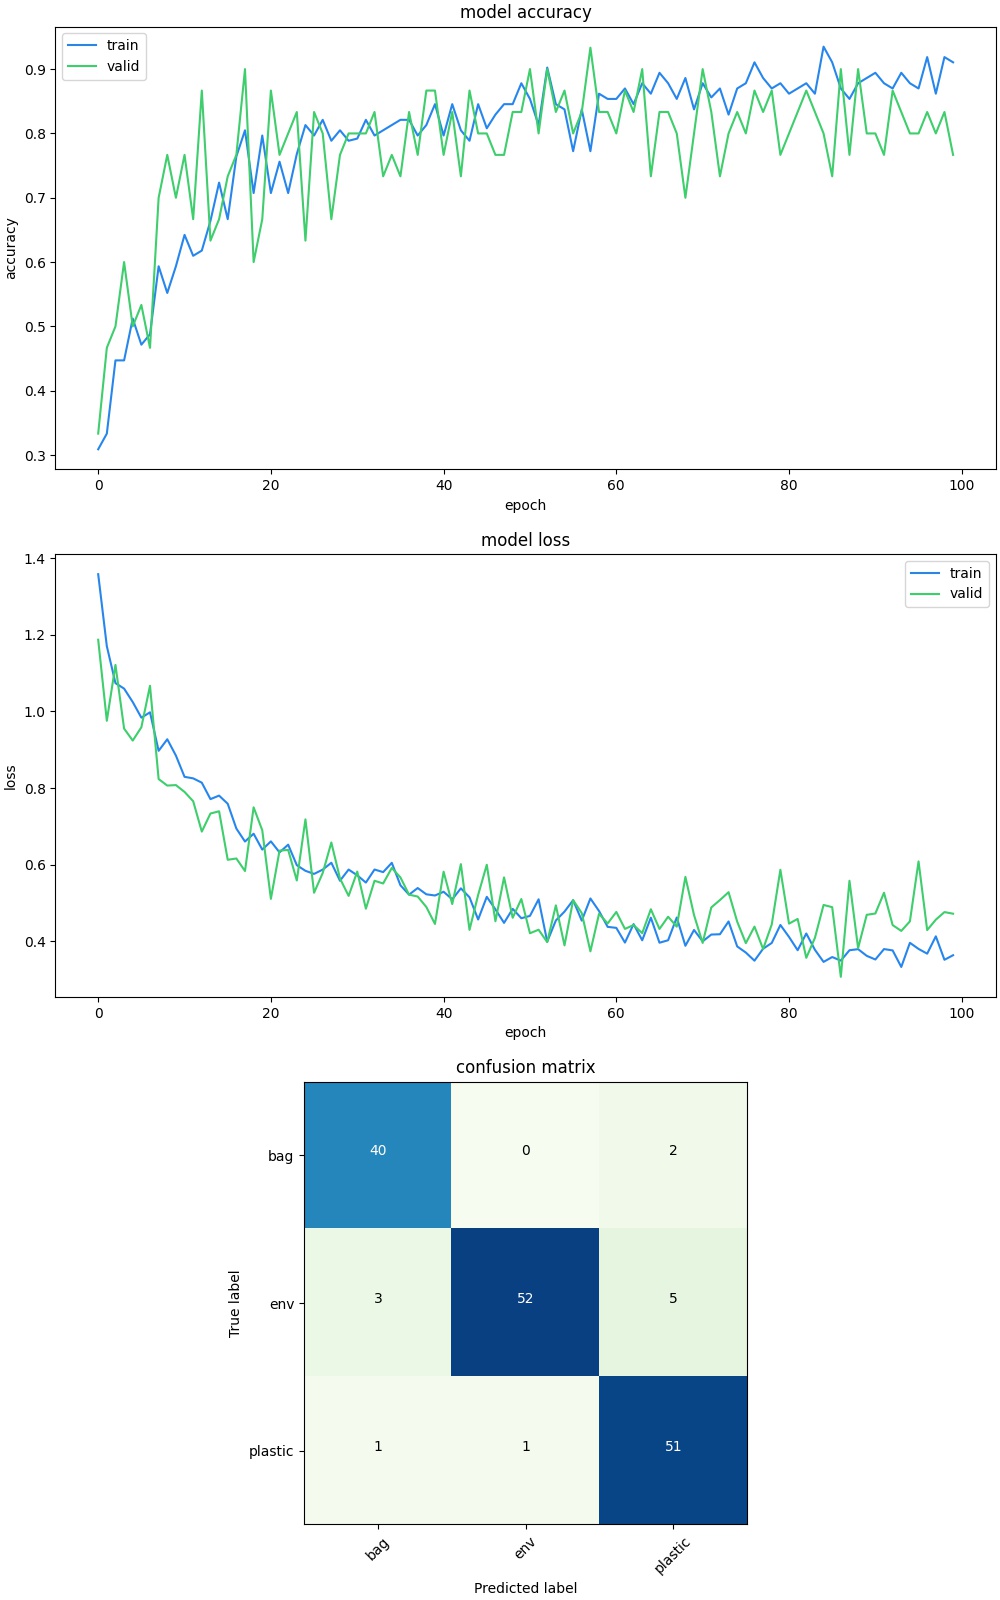 model accuracy
train
valid
0.9
0.8
0.7
0.6
0.5
0.4
0.3
accuracy
0 20 40 60 80 100
epoch
model loss
train
valid
1.4
1.2
1.0
0.8
0.6
0.4
loss
0 20 40 60 80 100
epoch
confusion matrix
bag 40 0 2
env 3 52 5
plastic 1 1 51
True label
bag env plastic
Predicted label